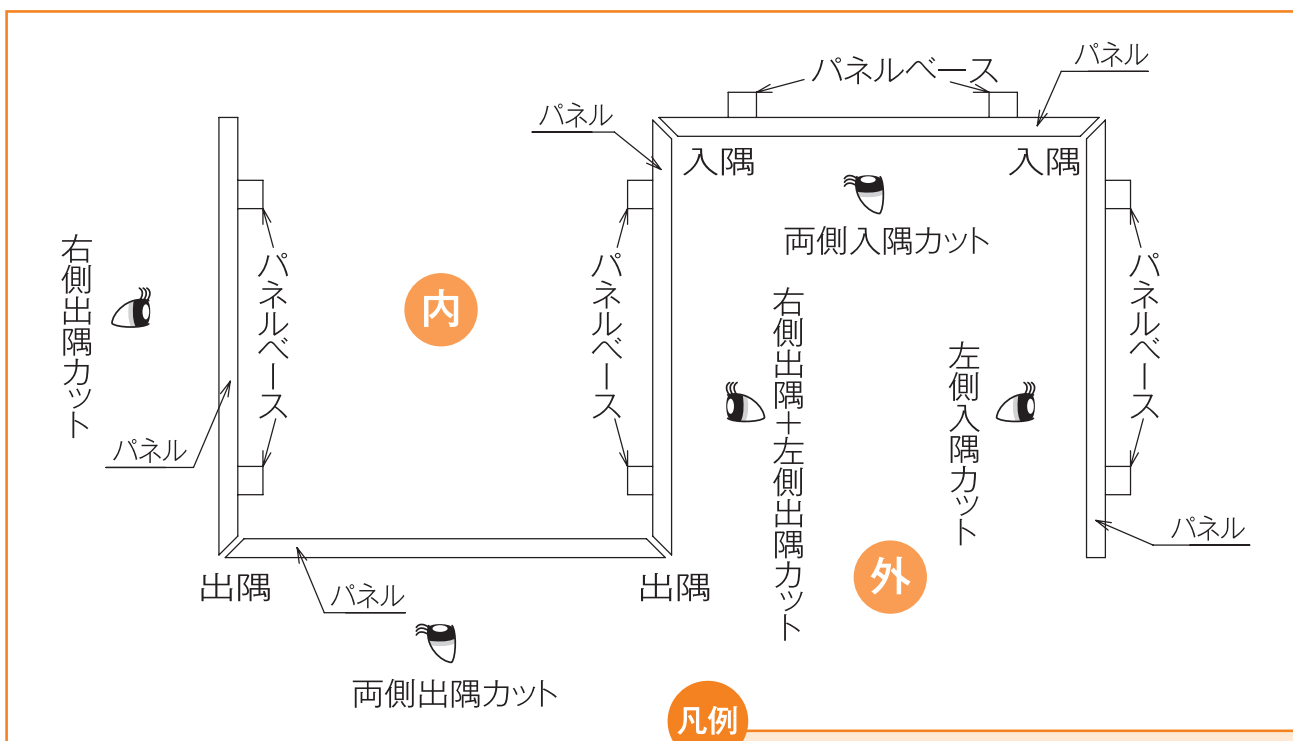 パネルベース
パネル
パネル
入隅
入隅
両側入隅カット
右側出隅カット
パネルベース
内
パネルベース
右側出隅+左側出隅カット
左側入隅カット
パネルベース
パネル
パネル
外
出隅
パネル
出隅
両側出隅カット
凡例